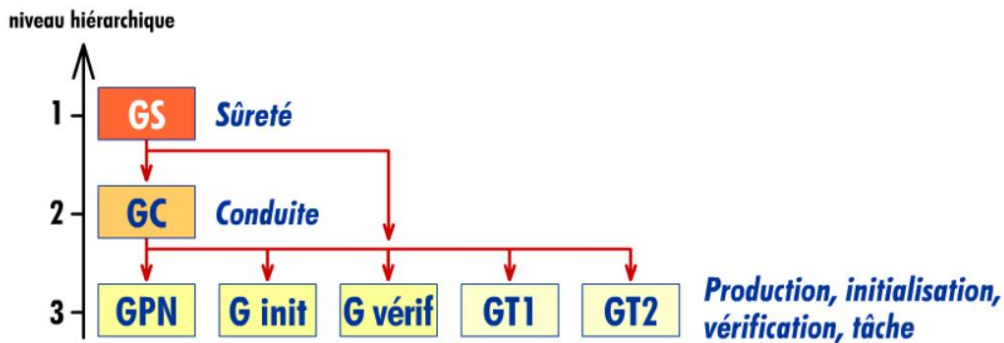 niveau hiérarchique
1 GS Sûreté
2 GC Conduite
3 GPN G init G vérif GT1 GT2 Production, initialisation,
vérification, tâche